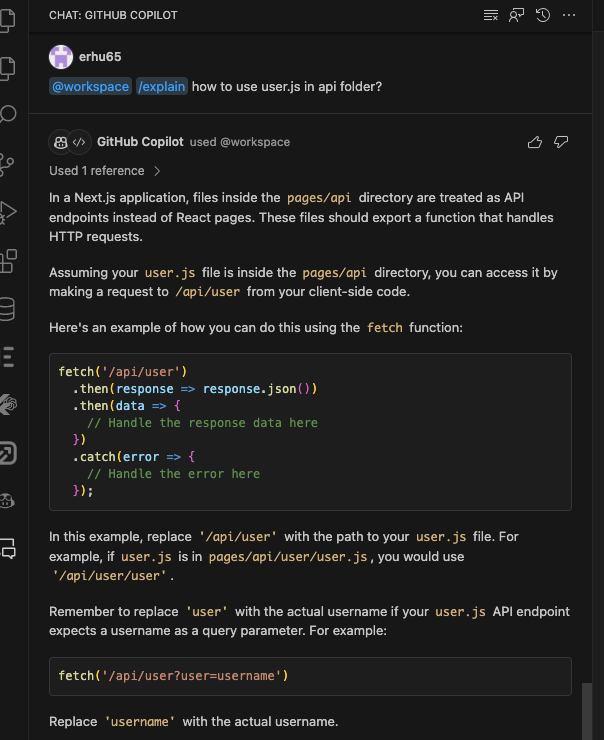 CHAT: GITHUB COPILOT
erhu65
@workspace /explain how to use user.js in api folder?
GitHub Copilot used @workspace
Used 1 reference
In a Next.js application, files inside the pages/api directory are treated as API
endpoints instead of React pages. These files should export a function that handles
HTTP requests.
Assuming your user.js file is inside the pages/api directory, you can access it by
making a request to /api/user from your client-side code.
Here's an example of how you can do this using the fetch function:
fetch('/api/user')
  .then(response => response.json())
  .then(data => {
    // Handle the response data here
  })
  .catch(error => {
    // Handle the error here
  });
In this example, replace '/api/user' with the path to your user.js file. For
example, if user.js is in pages/api/user/user.js, you would use
'/api/user/user'.
Remember to replace 'user' with the actual username if your user.js API endpoint
expects a username as a query parameter. For example:
fetch('/api/user?user=username')
Replace 'username' with the actual username.